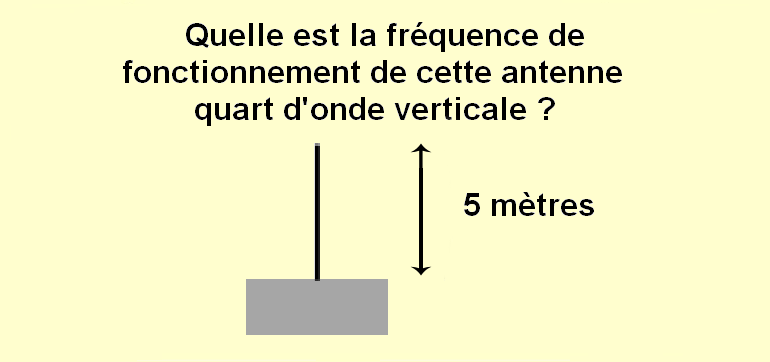 Quelle est la fréquence de
fonctionnement de cette antenne
quart d'onde verticale ?
5 mètres